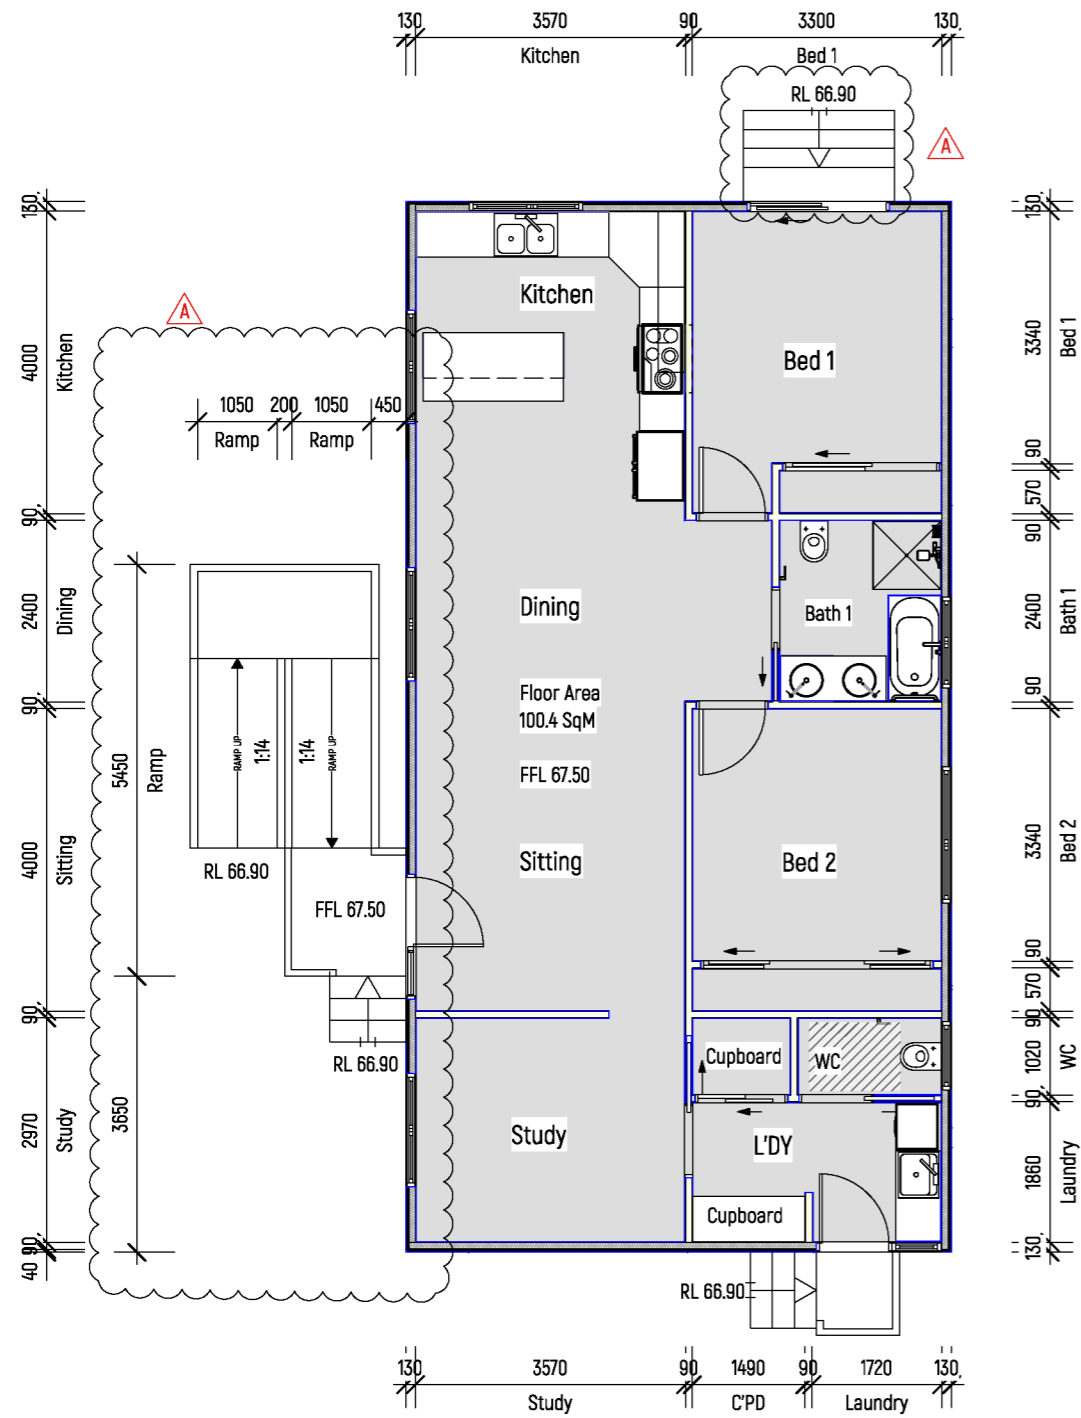 130 3570 90 3300 130
Kitchen Bed 1
RL 66.90
A
130
130
A
Kitchen
4000
Kitchen
Bed 1
3340
Bed 1
1050 200 1050 450
Ramp Ramp
90
570
90
90
Dining
2400
Dining
Bath 1
2400
Bath 1
90
Floor Area
100.4 SqM
FFL 67.50
90
RAMP UP
1:14
1:14
RAMP UP
5450
Ramp
4000
Sitting
Sitting
Bed 2
3340
Bed 2
RL 66.90
FFL 67.50
90
570
90
90
RL 66.90
Cupboard
WC
1020
WC
90
2970
Study
3650
Study
L'DY
1860
Laundry
Cupboard
90
40
130
RL 66.90
130 3570 90 1490 90 1720 130
Study C'PD Laundry